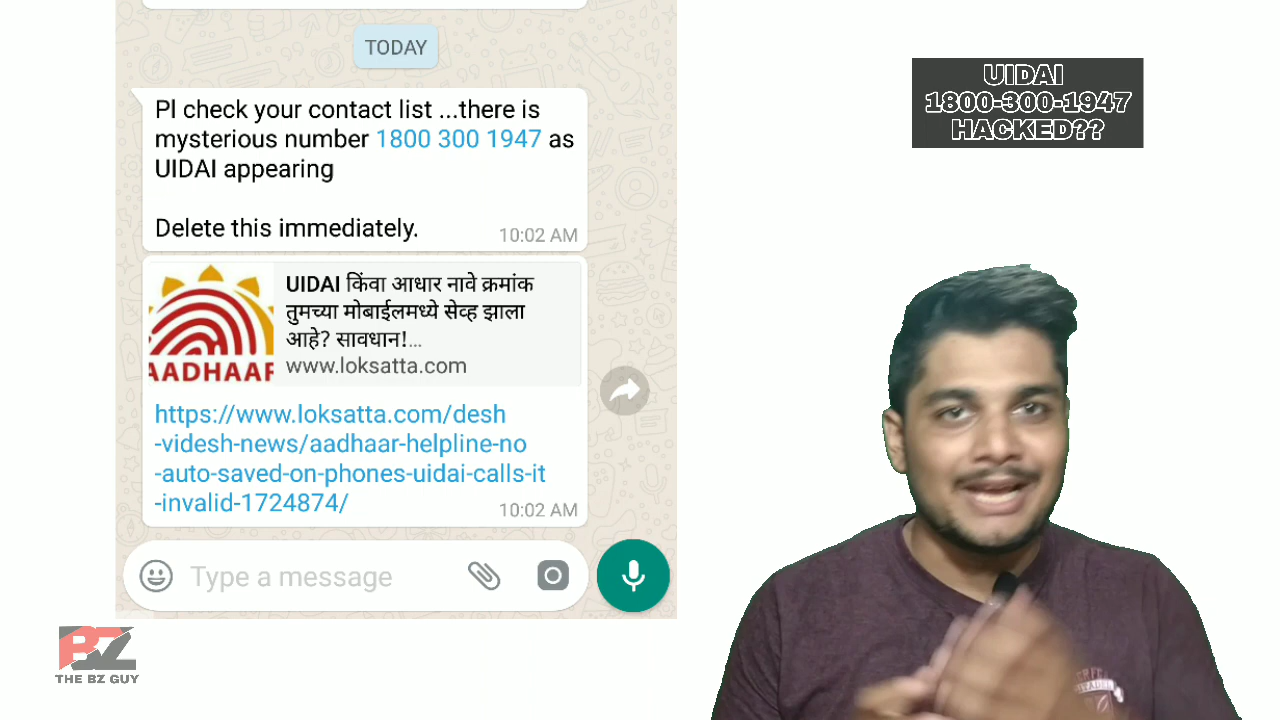 TODAY
Pl check your contact list ...there is
mysterious number 1800 300 1947 as
UIDAI appearing
Delete this immediately.
10:02 AM
AADHAAR
UIDAI किंवा आधार नावे क्रमांक
तुमच्या मोबाईलमध्ये सेव्ह झाला
आहे? सावधान!...
www.loksatta.com
https://www.loksatta.com/desh
-videsh-news/aadhaar-helpline-no
-auto-saved-on-phones-uidai-calls-it
-invalid-1724874/
10:02 AM
Type a message
BZ
THE BZ GUY
UIDAI
1800-300-1947
HACKED??